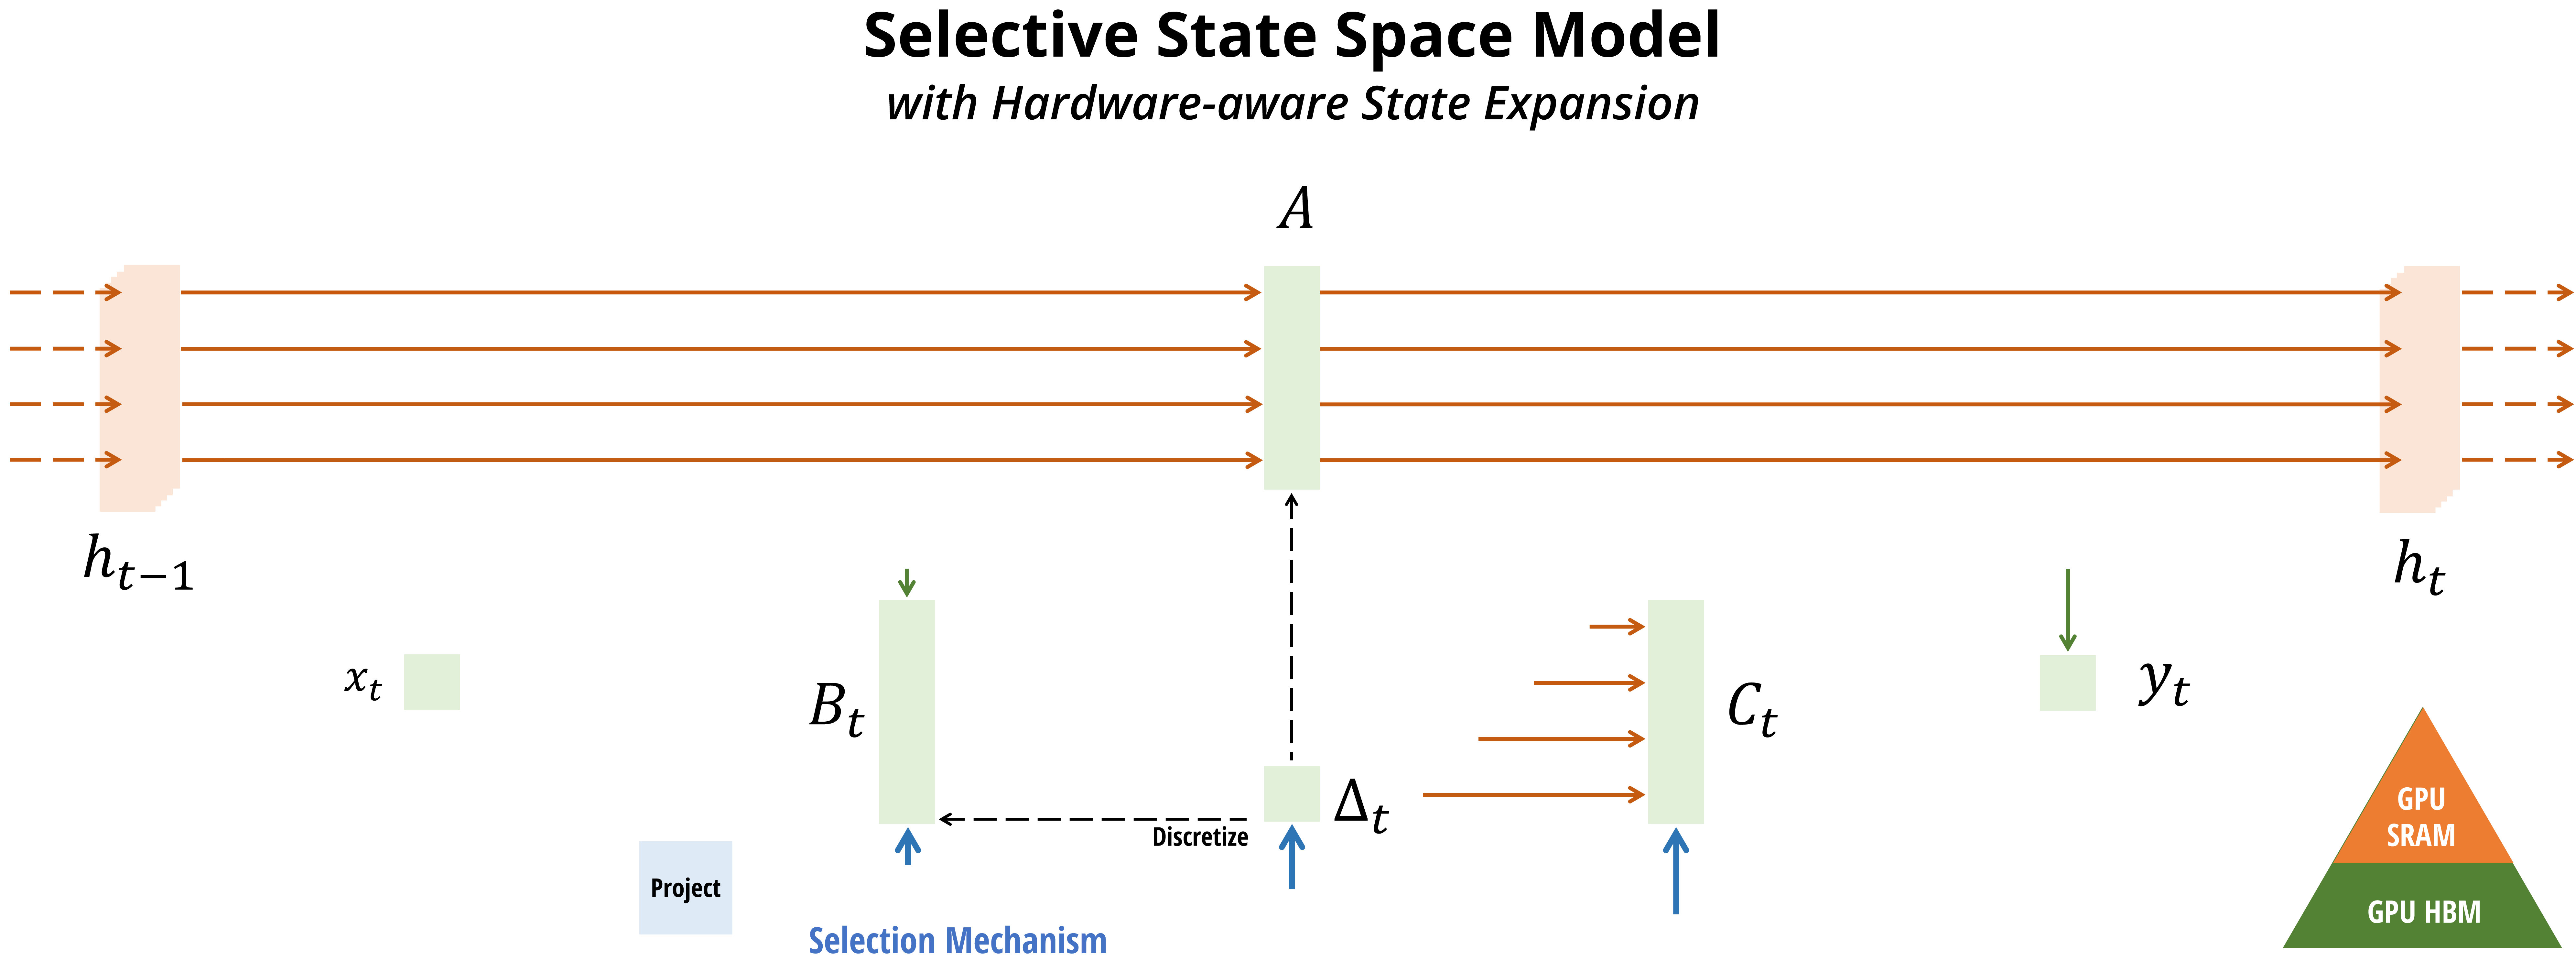 Selective State Space Model
with Hardware-aware State Expansion
A
h_{t-1}
h_t
x_t
B_t
C_t
y_t
Δ_t
Discretize
Project
Selection Mechanism
GPU
SRAM
GPU HBM